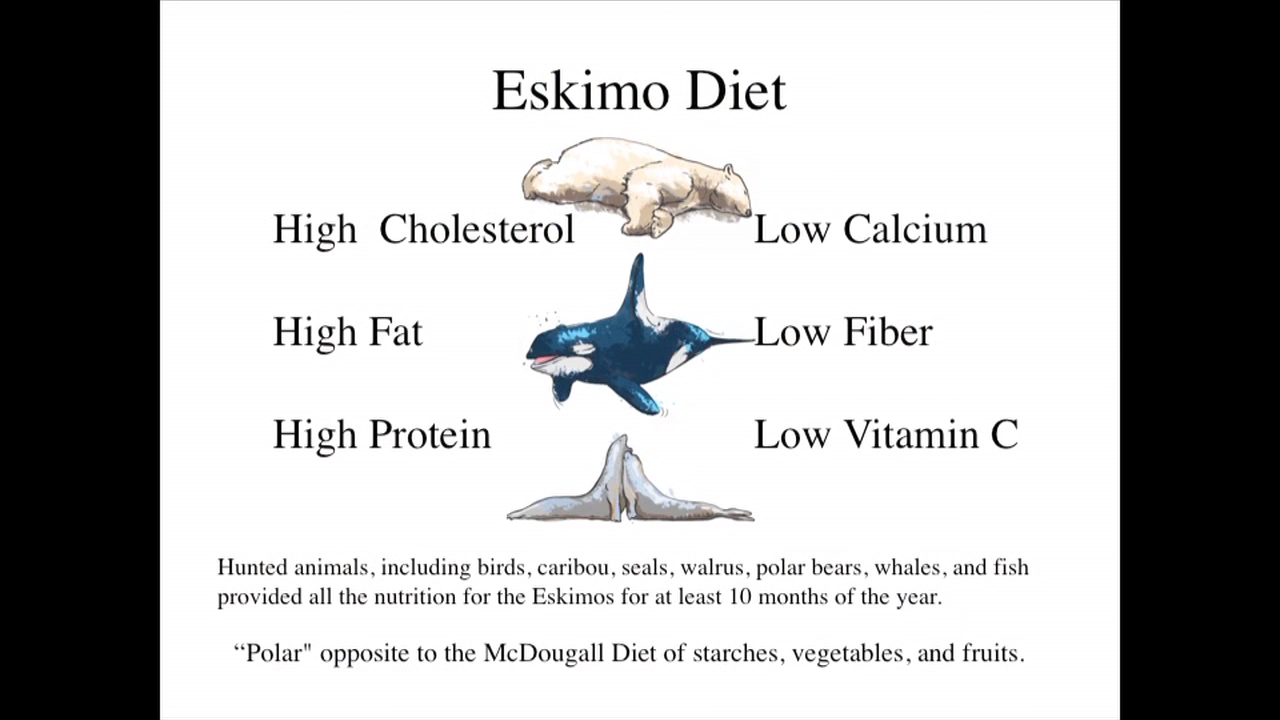 Eskimo Diet
High  Cholesterol
Low Calcium
High Fat
Low Fiber
High Protein
Low Vitamin C
Hunted animals, including birds, caribou, seals, walrus, polar bears, whales, and fish
provided all the nutrition for the Eskimos for at least 10 months of the year.
“Polar" opposite to the McDougall Diet of starches, vegetables, and fruits.